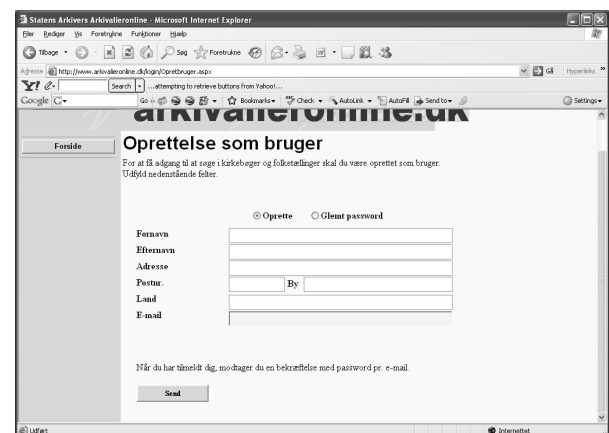 Statens Arkivers Arkivalieronline - Microsoft Internet Explorer
Filer Rediger Vis Foretrukne Funktioner Hjælp
Tilbage Søg Foretrukne
Adresse http://www.arkivalieronline.dk/login/Opretbruger.aspx Gå Hyperlinks »
Y! Search ...attempting to retrieve buttons from Yahoo!...
Google G Go Bookmarks Check AutoLink AutoFill Send to Settings
arkivalieronline.dk
Forside
Oprettelse som bruger
For at få adgang til at søge i kirkebøger og folketællinger skal du være oprettet som bruger.
Udfyld nedenstående felter.
Oprette Glemt password
Fornavn
Efternavn
Adresse
Postnr. By
Land
E-mail
Når du har tilmeldt dig, modtager du en bekræftelse med password pr. e-mail.
Send
Udført Internettet